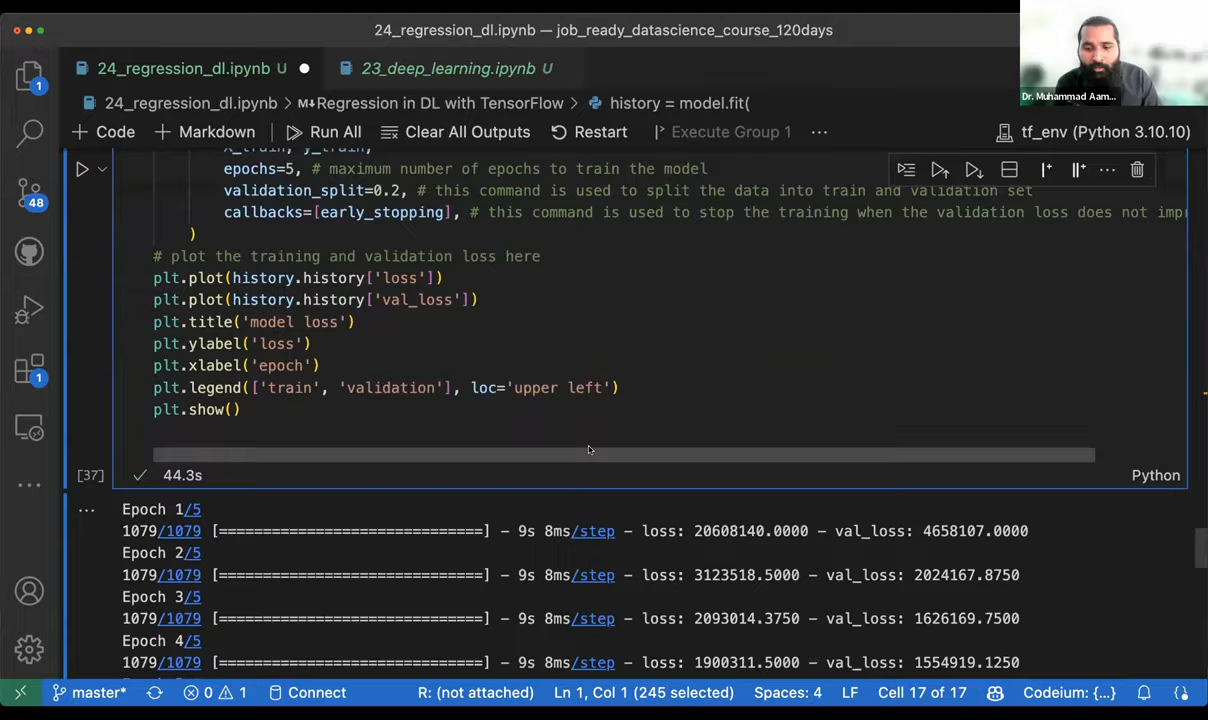 24_regression_dl.ipynb — job_ready_datascience_course_120days
24_regression_dl.ipynb U
23_deep_learning.ipynb U
24_regression_dl.ipynb > M↓Regression in DL with TensorFlow > history = model.fit(
Dr. Muhammad Aam...
+ Code + Markdown Run All Clear All Outputs Restart Execute Group 1 ... tf_env (Python 3.10.10)
x_train, y_train,
epochs=5, # maximum number of epochs to train the model
validation_split=0.2, # this command is used to split the data into train and validation set
callbacks=[early_stopping], # this command is used to stop the training when the validation loss does not impr
)
# plot the training and validation loss here
plt.plot(history.history['loss'])
plt.plot(history.history['val_loss'])
plt.title('model loss')
plt.ylabel('loss')
plt.xlabel('epoch')
plt.legend(['train', 'validation'], loc='upper left')
plt.show()
[37] 44.3s Python
Epoch 1/5
1079/1079 [==============================] - 9s 8ms/step - loss: 20608140.0000 - val_loss: 4658107.0000
Epoch 2/5
1079/1079 [==============================] - 9s 8ms/step - loss: 3123518.5000 - val_loss: 2024167.8750
Epoch 3/5
1079/1079 [==============================] - 9s 8ms/step - loss: 2093014.3750 - val_loss: 1626169.7500
Epoch 4/5
1079/1079 [==============================] - 9s 8ms/step - loss: 1900311.5000 - val_loss: 1554919.1250
1
48
1
master* 0 1 Connect R: (not attached) Ln 1, Col 1 (245 selected) Spaces: 4 LF Cell 17 of 17 Codeium: {...}